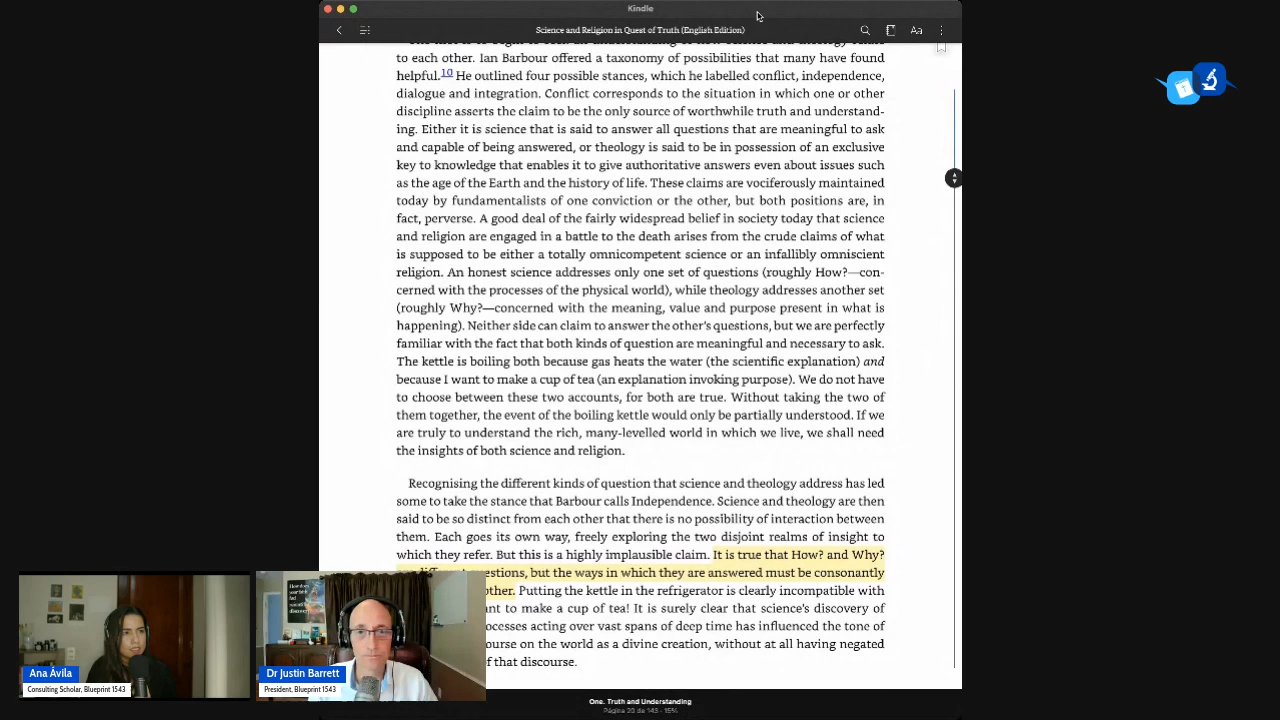 Kindle
Science and Religion in Quest of Truth (English Edition)
Aa
to each other. Ian Barbour offered a taxonomy of possibilities that many have found
helpful.10 He outlined four possible stances, which he labelled conflict, independence,
dialogue and integration. Conflict corresponds to the situation in which one or other
discipline asserts the claim to be the only source of worthwhile truth and understand-
ing. Either it is science that is said to answer all questions that are meaningful to ask
and capable of being answered, or theology is said to be in possession of an exclusive
key to knowledge that enables it to give authoritative answers even about issues such
as the age of the Earth and the history of life. These claims are vociferously maintained
today by fundamentalists of one conviction or the other, but both positions are, in
fact, perverse. A good deal of the fairly widespread belief in society today that science
and religion are engaged in a battle to the death arises from the crude claims of what
is supposed to be either a totally omnicompetent science or an infallibly omniscient
religion. An honest science addresses only one set of questions (roughly How?—con-
cerned with the processes of the physical world), while theology addresses another set
(roughly Why?—concerned with the meaning, value and purpose present in what is
happening). Neither side can claim to answer the other's questions, but we are perfectly
familiar with the fact that both kinds of question are meaningful and necessary to ask.
The kettle is boiling both because gas heats the water (the scientific explanation) and
because I want to make a cup of tea (an explanation invoking purpose). We do not have
to choose between these two accounts, for both are true. Without taking the two of
them together, the event of the boiling kettle would only be partially understood. If we
are truly to understand the rich, many-levelled world in which we live, we shall need
the insights of both science and religion.
Recognising the different kinds of question that science and theology address has led
some to take the stance that Barbour calls Independence. Science and theology are then
said to be so distinct from each other that there is no possibility of interaction between
them. Each goes its own way, freely exploring the two disjoint realms of insight to
which they refer. But this is a highly implausible claim. It is true that How? and Why?
questions, but the ways in which they are answered must be consonantly
other. Putting the kettle in the refrigerator is clearly incompatible with
want to make a cup of tea! It is surely clear that science's discovery of
processes acting over vast spans of deep time has influenced the tone of
course on the world as a divine creation, without at all having negated
of that discourse.
Ana Ávila
Consulting Scholar, Blueprint 1543
Dr Justin Barrett
President, Blueprint 1543
One. Truth and Understanding
Página 23 de 143 • 15%